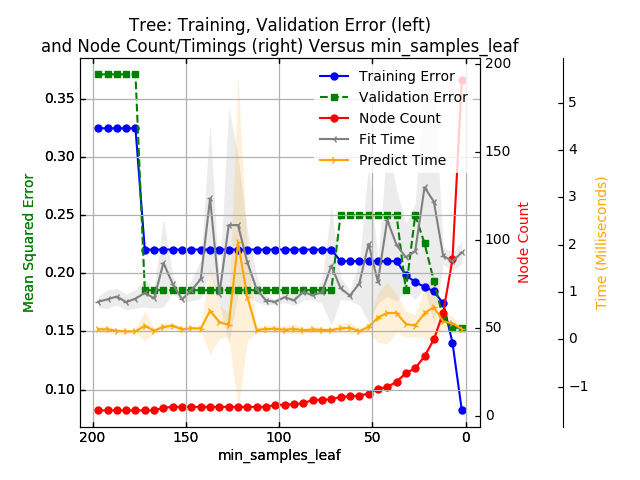 Tree: Training, Validation Error (left)
and Node Count/Timings (right) Versus min_samples_leaf
Training Error
Validation Error
Node Count
Fit Time
Predict Time
Mean Squared Error
0.35
0.30
0.25
0.20
0.15
0.10
200
150
100
50
0
min_samples_leaf
200
150
100
50
0
Node Count
5
4
3
2
1
0
−1
Time (Milliseconds)